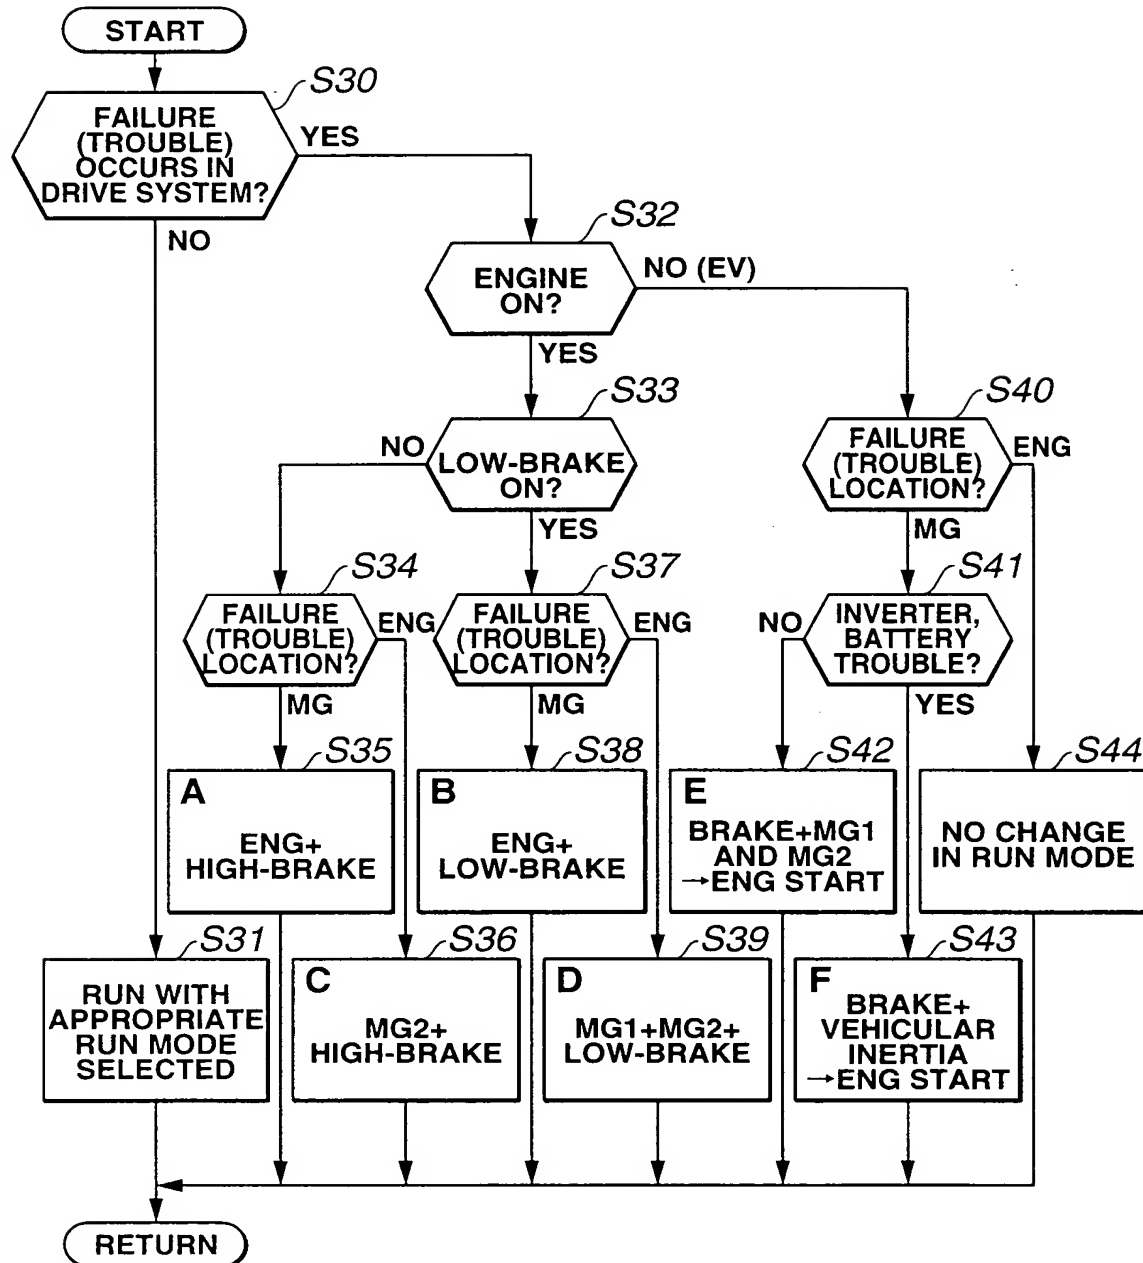 START
S30
FAILURE
(TROUBLE)
OCCURS IN
DRIVE SYSTEM?
YES
NO
S32
ENGINE
ON?
NO (EV)
YES
S33
LOW-BRAKE
ON?
NO
YES
S40
FAILURE
(TROUBLE)
LOCATION?
ENG
MG
S34
FAILURE
(TROUBLE)
LOCATION?
ENG
MG
S37
FAILURE
(TROUBLE)
LOCATION?
ENG
MG
S41
INVERTER,
BATTERY
TROUBLE?
NO
YES
S35
A
ENG+
HIGH-BRAKE
S38
B
ENG+
LOW-BRAKE
S42
E
BRAKE+MG1
AND MG2
→ENG START
S44
NO CHANGE
IN RUN MODE
S31
RUN WITH
APPROPRIATE
RUN MODE
SELECTED
S36
C
MG2+
HIGH-BRAKE
S39
D
MG1+MG2+
LOW-BRAKE
S43
F
BRAKE+
VEHICULAR
INERTIA
→ENG START
RETURN